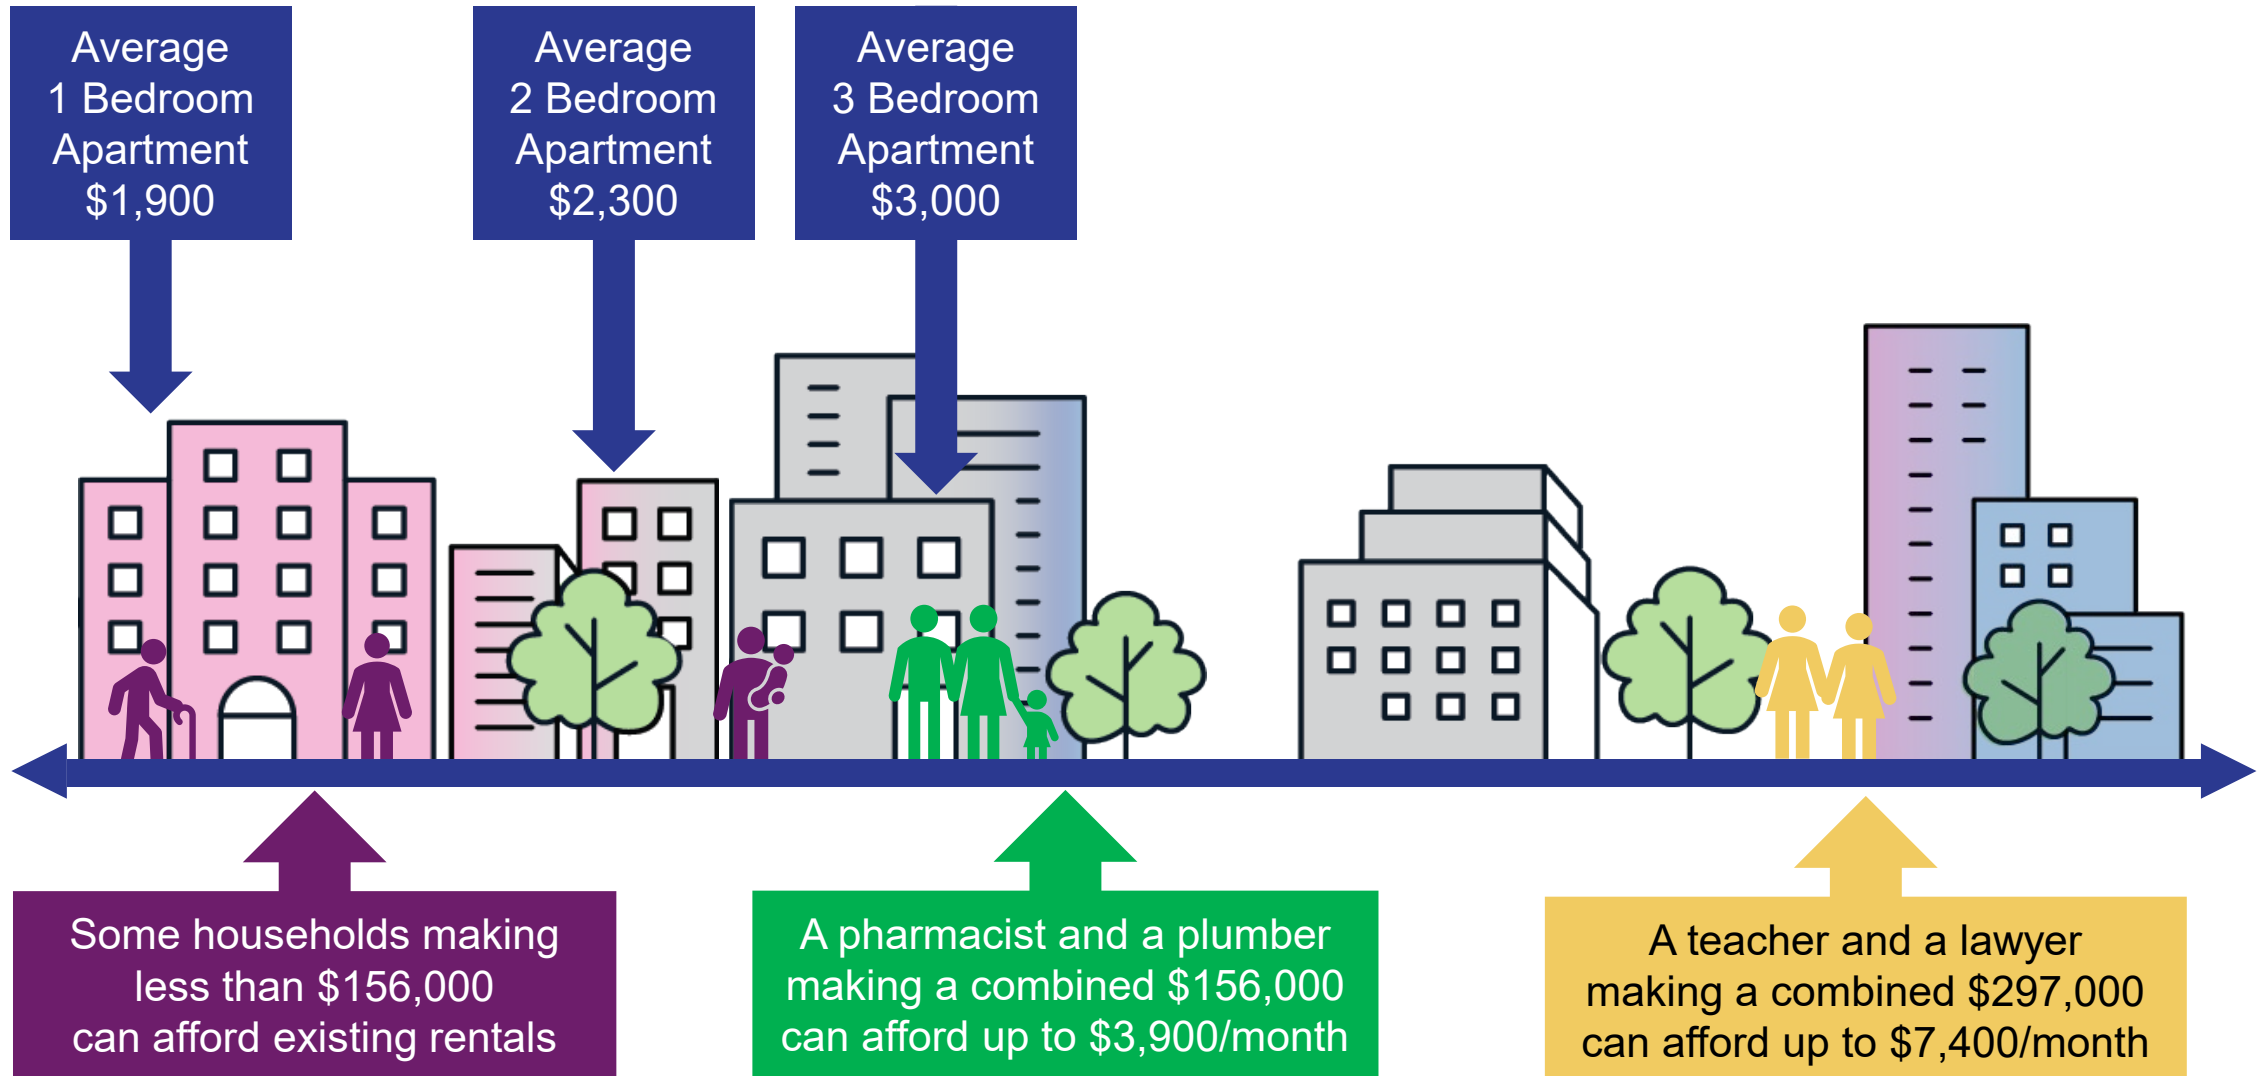 Average
1 Bedroom
Apartment
$1,900
Average
2 Bedroom
Apartment
$2,300
Average
3 Bedroom
Apartment
$3,000
Some households making
less than $156,000
can afford existing rentals
A pharmacist and a plumber
making a combined $156,000
can afford up to $3,900/month
A teacher and a lawyer
making a combined $297,000
can afford up to $7,400/month